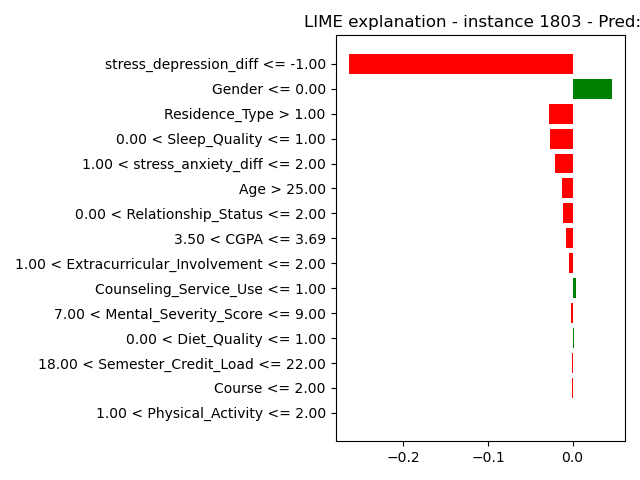 LIME explanation - instance 1803 - Pred:
stress_depression_diff <= -1.00
Gender <= 0.00
Residence_Type > 1.00
0.00 < Sleep_Quality <= 1.00
1.00 < stress_anxiety_diff <= 2.00
Age > 25.00
0.00 < Relationship_Status <= 2.00
3.50 < CGPA <= 3.69
1.00 < Extracurricular_Involvement <= 2.00
Counseling_Service_Use <= 1.00
7.00 < Mental_Severity_Score <= 9.00
0.00 < Diet_Quality <= 1.00
18.00 < Semester_Credit_Load <= 22.00
Course <= 2.00
1.00 < Physical_Activity <= 2.00
−0.2 −0.1 0.0